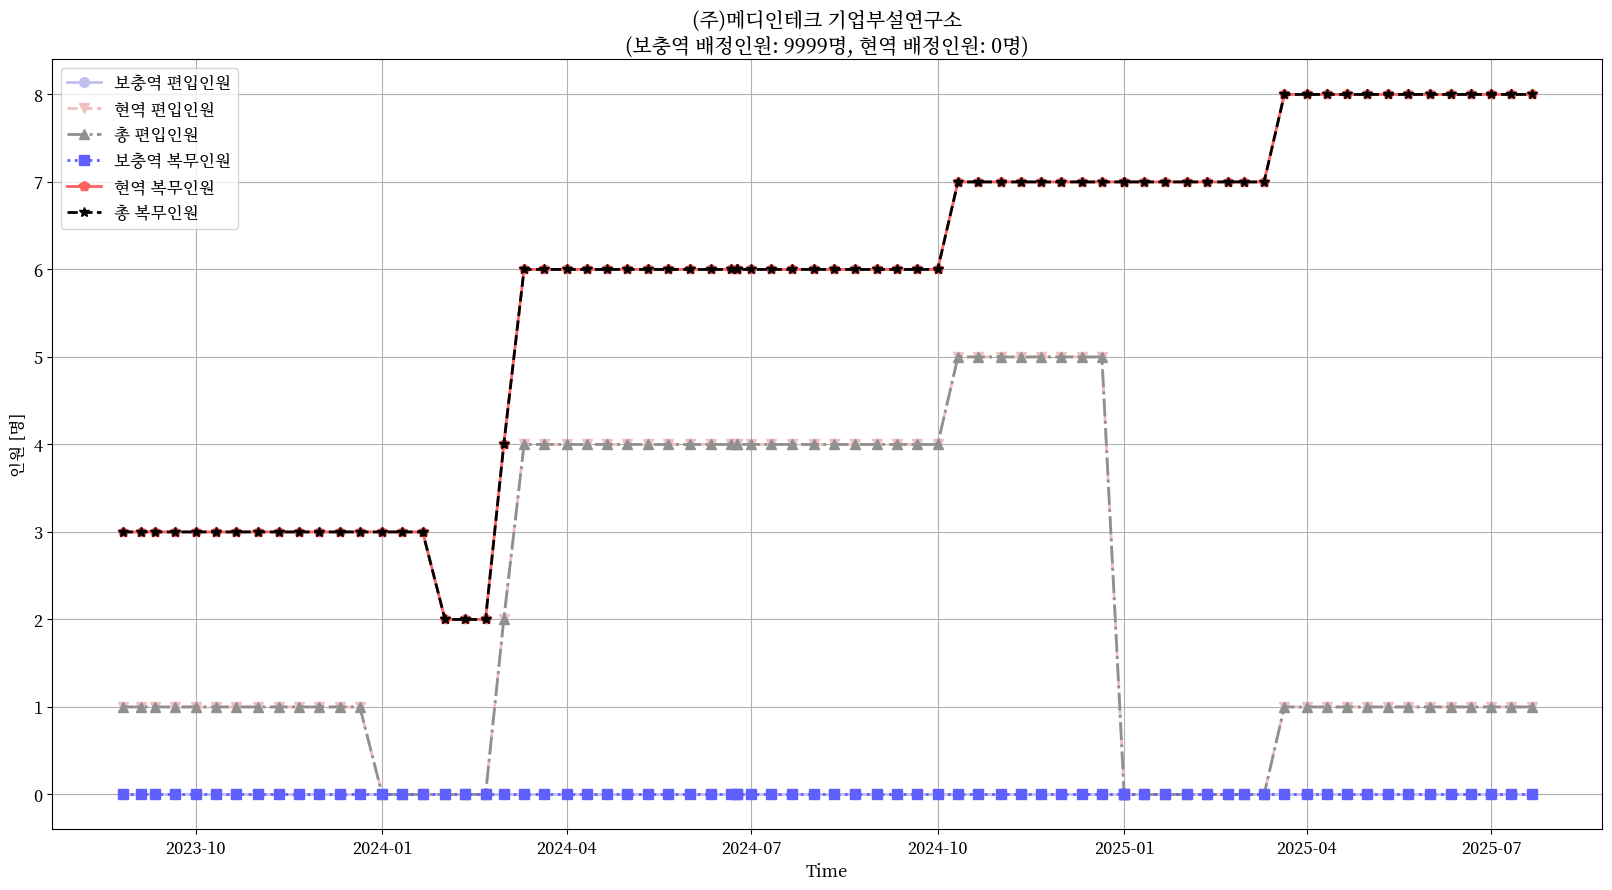 (주)메디인테크 기업부설연구소
(보충역 배정인원: 9999명, 현역 배정인원: 0명)
보충역 편입인원
현역 편입인원
총 편입인원
보충역 복무인원
현역 복무인원
총 복무인원
인원 [명]
8
7
6
5
4
3
2
1
0
2023-10
2024-01
2024-04
2024-07
2024-10
2025-01
2025-04
2025-07
Time